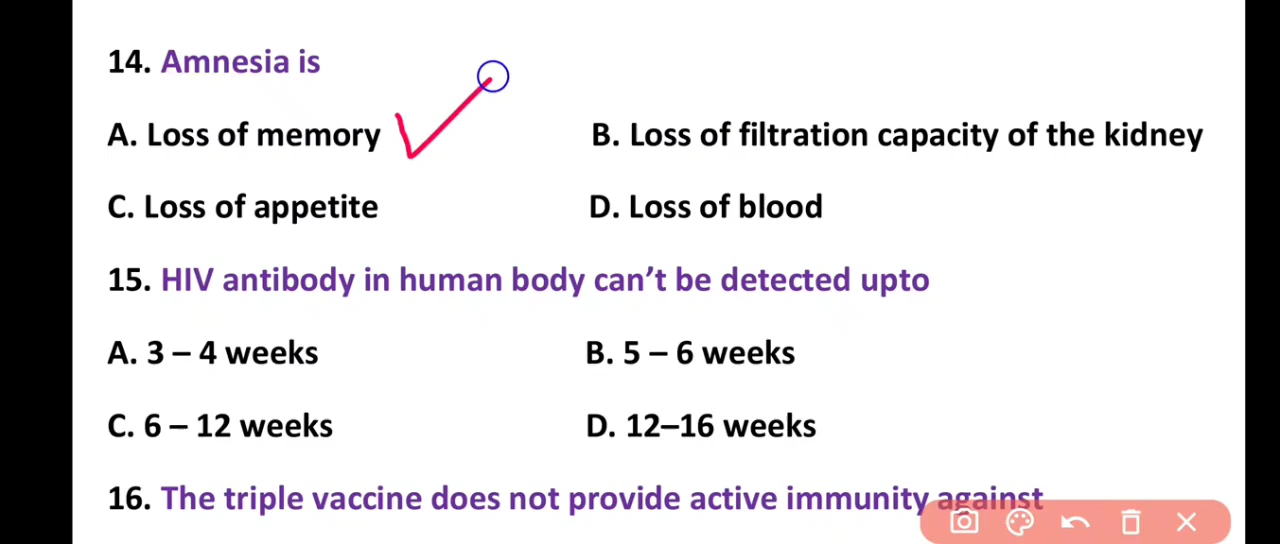 14. Amnesia is
A. Loss of memory B. Loss of filtration capacity of the kidney
C. Loss of appetite D. Loss of blood
15. HIV antibody in human body can’t be detected upto
A. 3 – 4 weeks B. 5 – 6 weeks
C. 6 – 12 weeks D. 12–16 weeks
16. The triple vaccine does not provide active immunity against